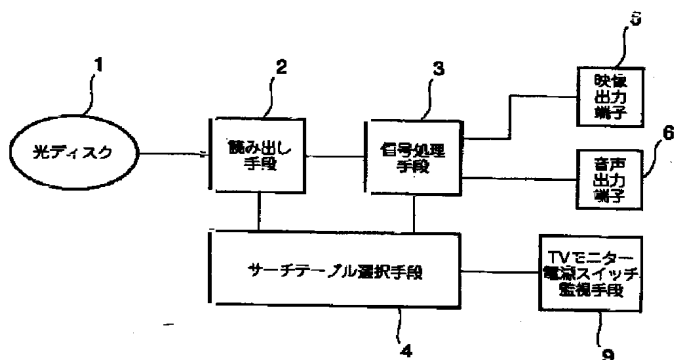 1
光ディスク
2
読み出し
手段
3
信号処理
手段
5
映像
出力
端子
6
音声
出力
端子
サーチテーブル選択手段
4
TVモニター
電源スイッチ
監視手段
9